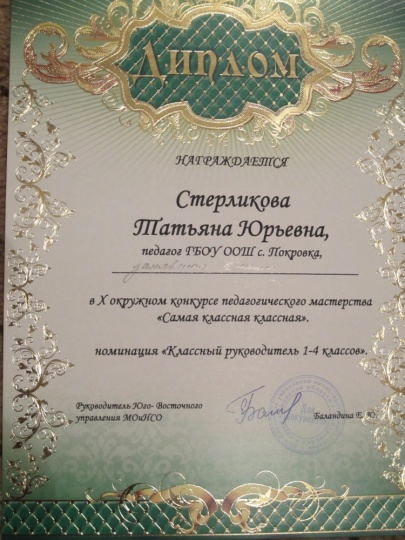 Диплом
НАГРАЖДАЕТСЯ
Стерликова
Татьяна Юрьевна,
педагог ГБОУ ООШ с. Покровка,
в X окружном конкурсе педагогического мастерства
«Самая классная классная».
номинация «Классный руководитель 1-4 классов».
Руководитель Юго- Восточного
управления МОиНСО
Баландина Е. Ю.